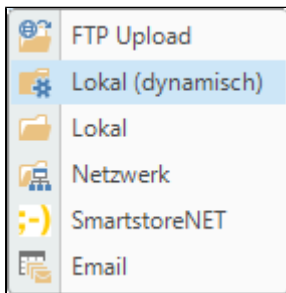 FTP Upload
Lokal (dynamisch)
Lokal
Netzwerk
;-) SmartstoreNET
Email